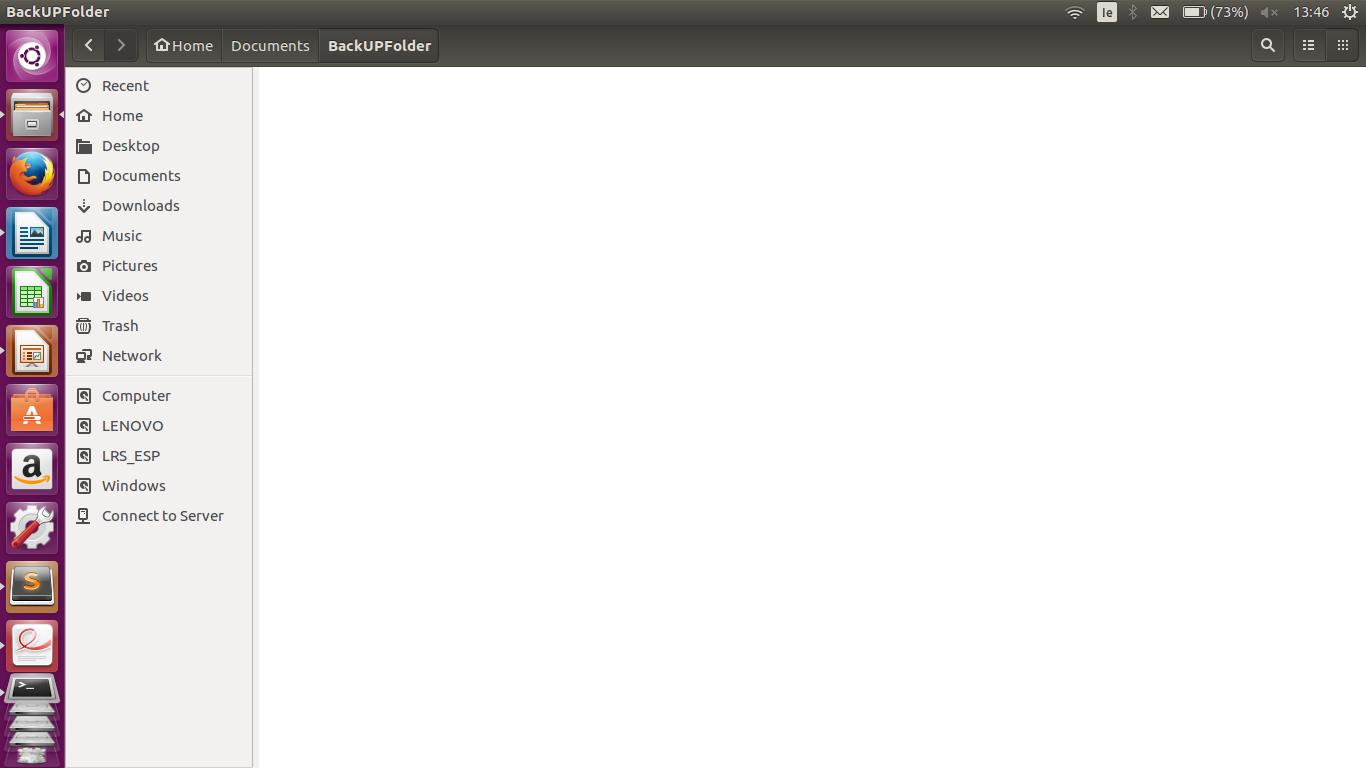 BackUPFolder
Ie
(73%)
13:46
Home
Documents
BackUPFolder
Recent
Home
Desktop
Documents
Downloads
Music
Pictures
Videos
Trash
Network
Computer
LENOVO
LRS_ESP
Windows
Connect to Server
A
a
S
>_